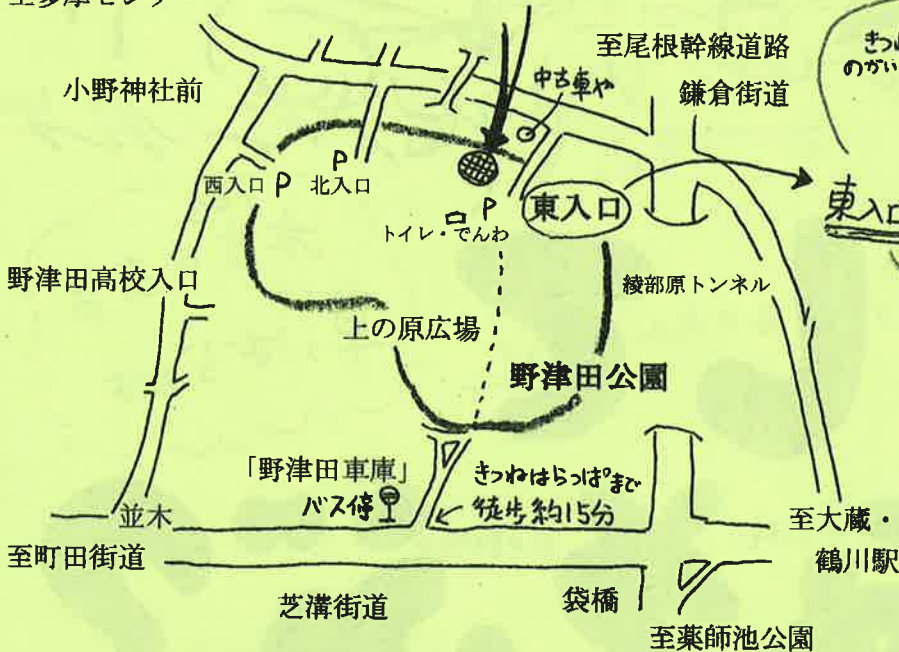 至尾根幹線道路
中古車や
小野神社前
鎌倉街道
西入口 P
P
北入口
P
東入口
トイレ・でんわ
東入口
野津田高校入口
綾部原トンネル
上の原広場
野津田公園
「野津田車庫」
バス停
きつねはらっぱまで
徒歩約15分
並木
至大蔵・
鶴川駅
至町田街道
芝溝街道
袋橋
至薬師池公園